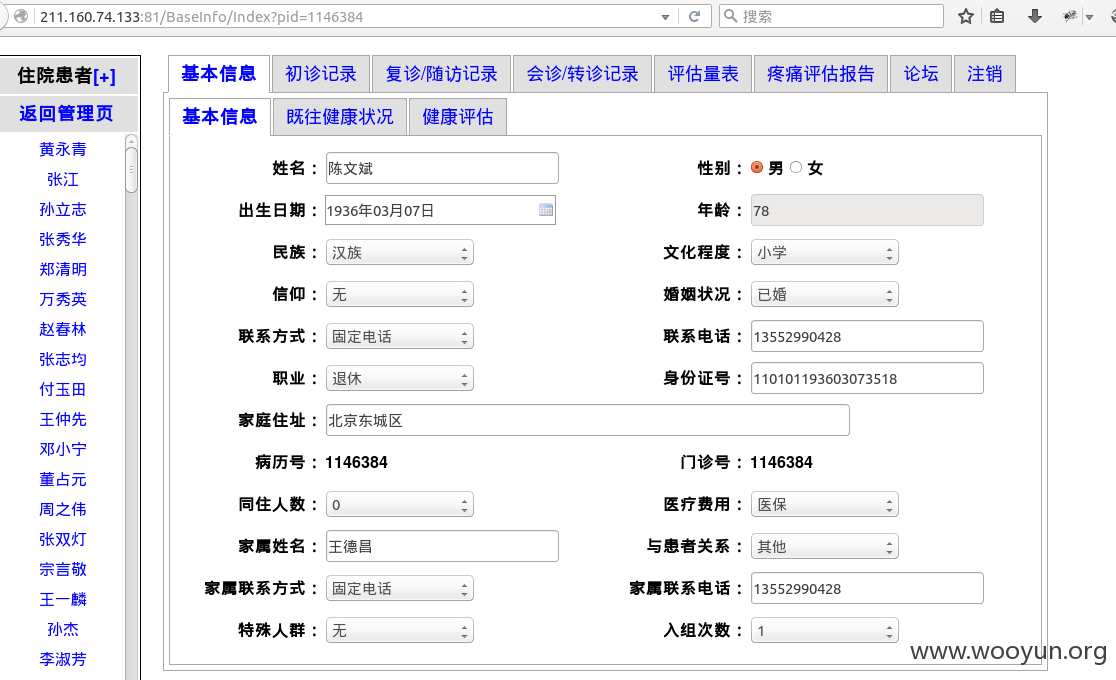 211.160.74.133:81/BaseInfo/Index?pid=1146384 搜索
住院患者[+]
返回管理页
黄永青
张江
孙立志
张秀华
郑清明
万秀英
赵春林
张志均
付玉田
王仲先
邓小宁
董占元
周之伟
张双灯
宗言敬
王一麟
孙杰
李淑芳
基本信息 初诊记录 复诊/随访记录 会诊/转诊记录 评估量表 疼痛评估报告 论坛 注销
基本信息 既往健康状况 健康评估
姓名： 陈文斌 性别： 男 女
出生日期： 1936年03月07日 年龄： 78
民族： 汉族 文化程度： 小学
信仰： 无 婚姻状况： 已婚
联系方式： 固定电话 联系电话： 13552990428
职业： 退休 身份证号： 110101193603073518
家庭住址： 北京东城区
病历号： 1146384 门诊号： 1146384
同住人数： 0 医疗费用： 医保
家属姓名： 王德昌 与患者关系： 其他
家属联系方式： 固定电话 家属联系电话： 13552990428
特殊人群： 无 入组次数： 1
www.wooyun.org